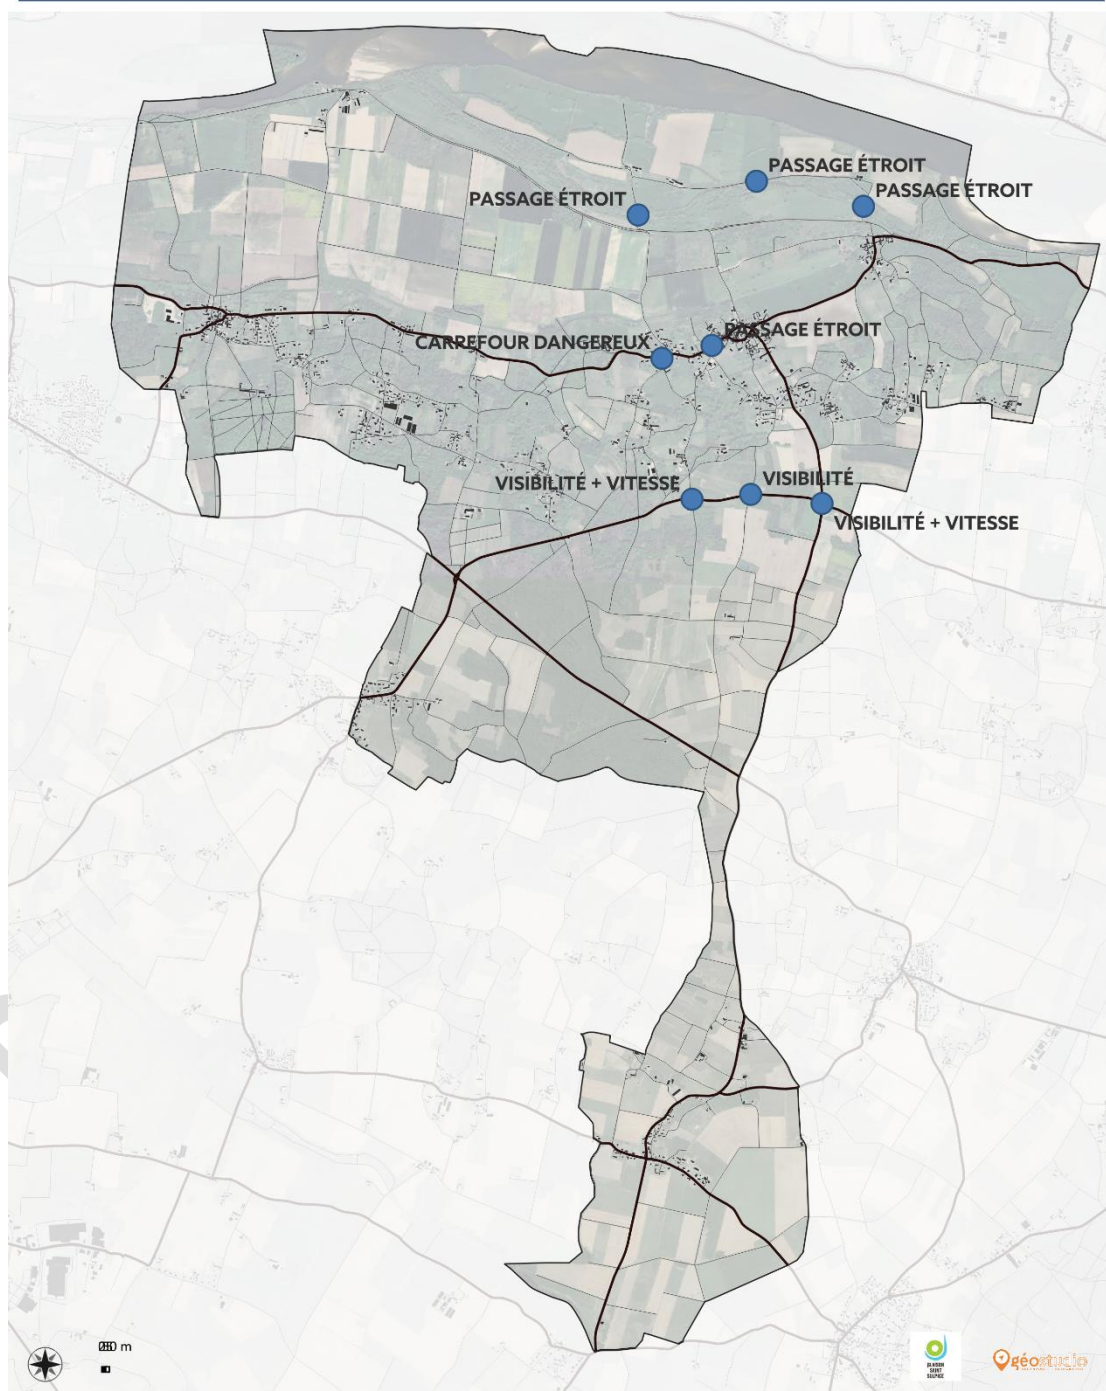 PASSAGE ÉTROIT
PASSAGE ÉTROIT
PASSAGE ÉTROIT
PASSAGE ÉTROIT
CARREFOUR DANGEREUX
VISIBILITÉ
VISIBILITÉ + VITESSE
VISIBILITÉ + VITESSE
géostudio